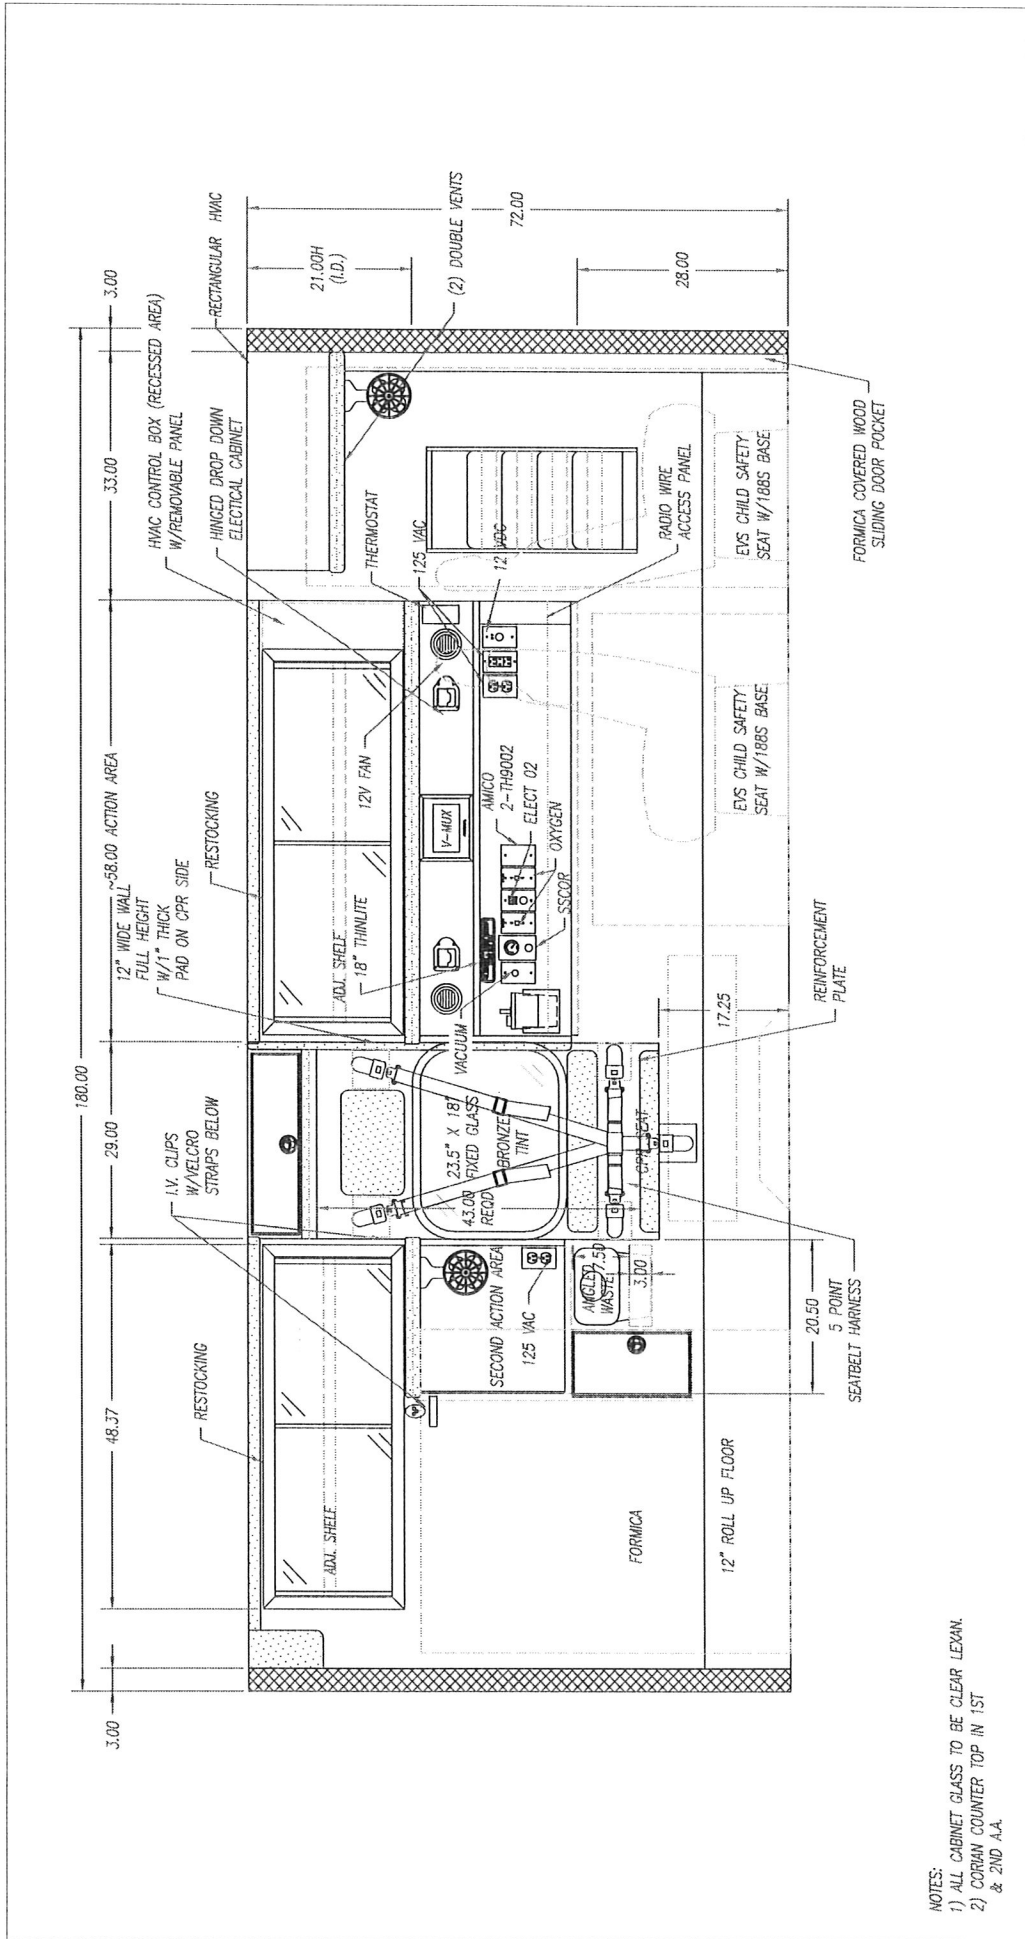 180.00
3.00
48.37
29.00
~58.00 ACTION AREA
33.00
3.00
RESTOCKING
I.V. CLIPS
W/VELCRO
STRAPS BELOW
12" WIDE WALL
FULL HEIGHT
W/1" THICK
PAD ON CPR SIDE
RESTOCKING
HVAC CONTROL BOX (RECESSED AREA)
W/REMOVABLE PANEL
HINGED DROP DOWN
ELECTICAL CABINET
RECTANGULAR HVAC
21.00H
(I.D.)
(2) DOUBLE VENTS
72.00
28.00
ADJ. SHELF
ADJ. SHELF
18" THINLITE
12V FAN
THERMOSTAT
125 VAC
12 VDC
V-MUX
VACUUM
AMICO
2-TH9002
ELECT 02
OXYGEN
SSCOR
RADIO WIRE
ACCESS PANEL
23.5" X 18"
FIXED GLASS
BRONZE
TINT
43.00
REQD
CPR SEAT
SECOND ACTION AREA
125 VAC
ANGLED
WASTE
7.50
3.00
FORMICA
12" ROLL UP FLOOR
17.25
20.50
5 POINT
SEATBELT HARNESS
REINFORCEMENT
PLATE
EVS CHILD SAFETY
SEAT W/188S BASE
EVS CHILD SAFETY
SEAT W/188S BASE
FORMICA COVERED WOOD
SLIDING DOOR POCKET
NOTES:
1) ALL CABINET GLASS TO BE CLEAR LEXAN.
2) CORIAN COUNTER TOP IN 1ST
& 2ND A.A.